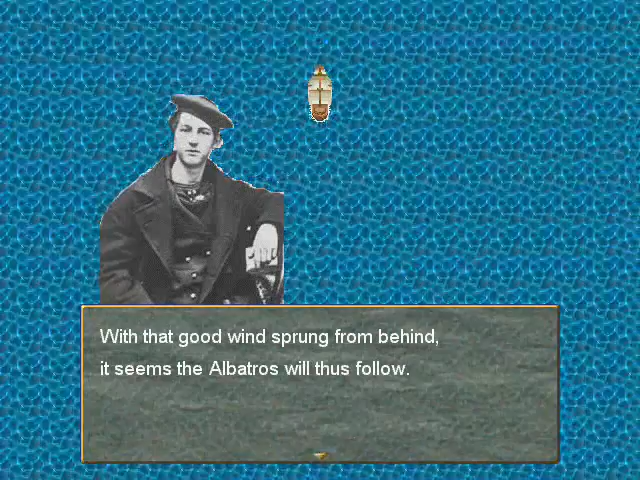 With that good wind sprung from behind,
it seems the Albatros will thus follow.